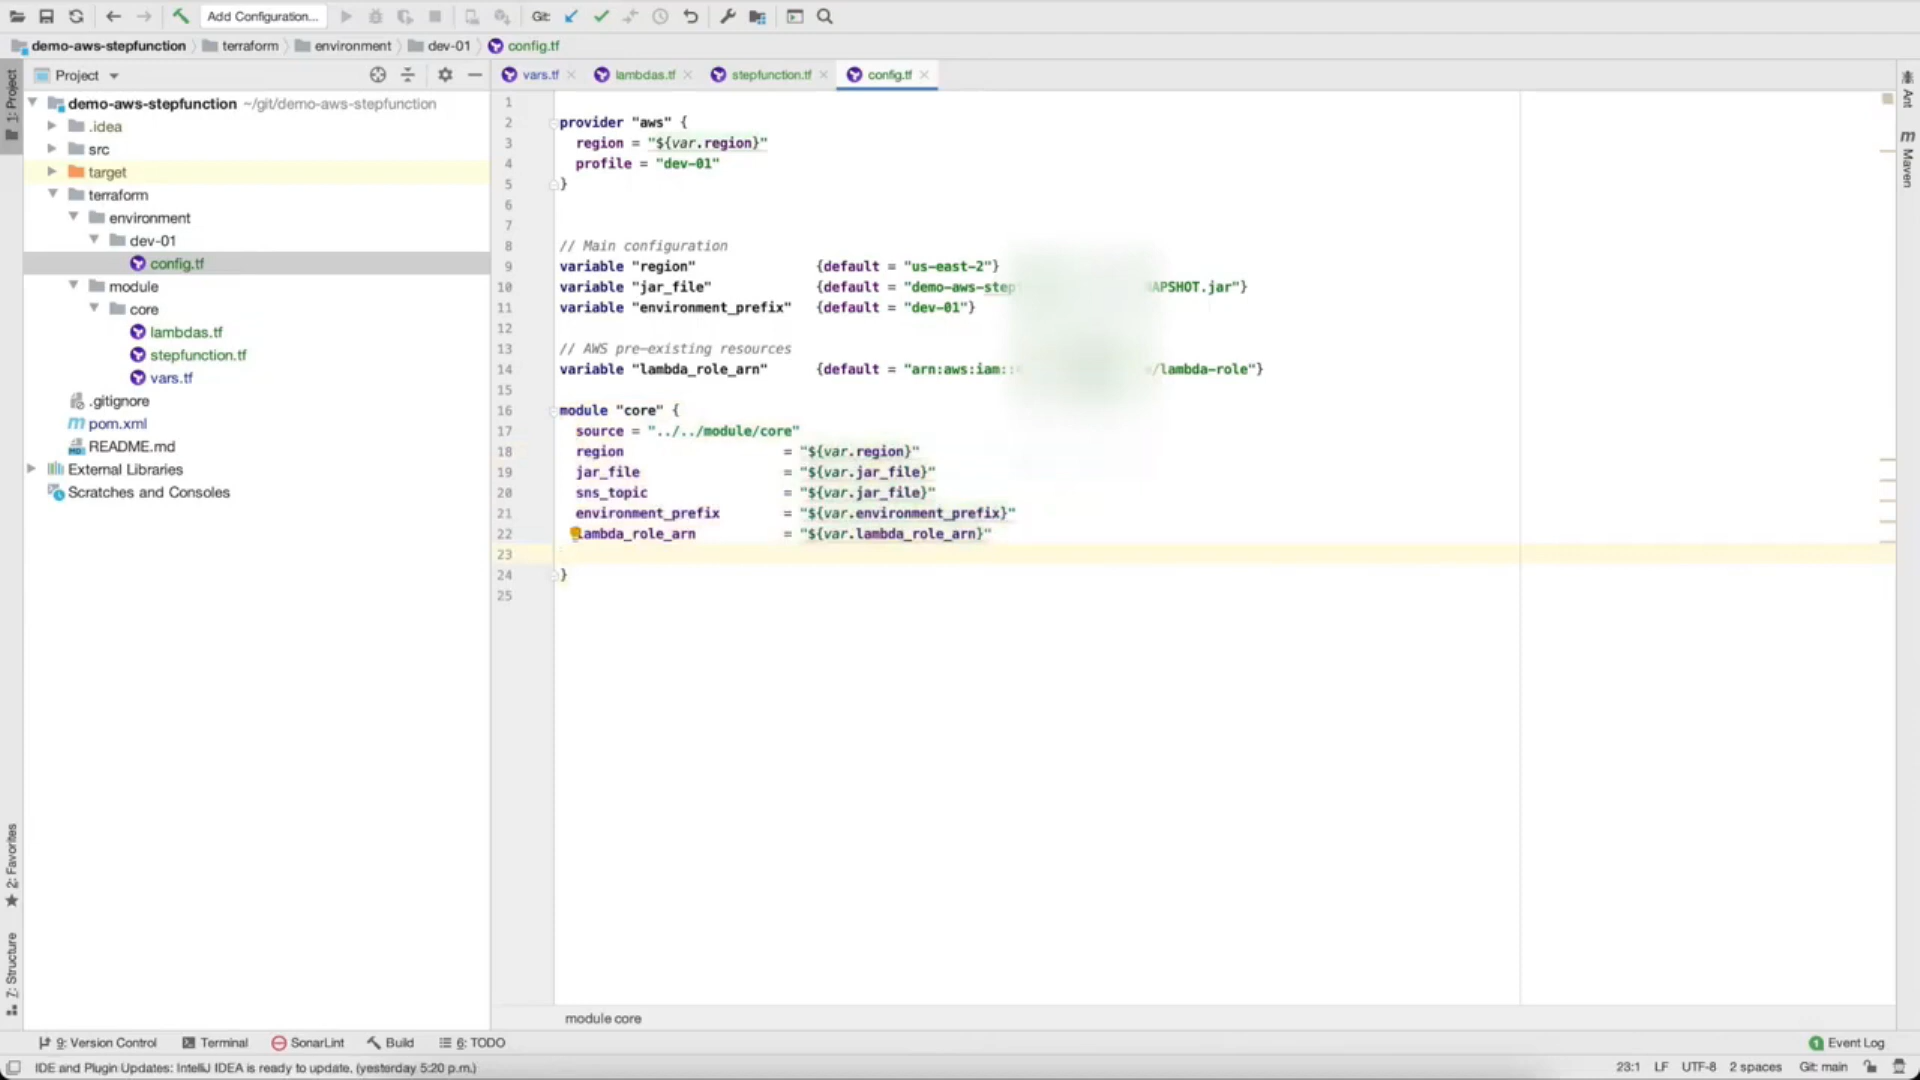 Add Configuration...
Git:
demo-aws-stepfunction
terraform
environment
dev-01
config.tf
1: Project
Project
demo-aws-stepfunction ~/git/demo-aws-stepfunction
.idea
src
target
terraform
environment
dev-01
config.tf
module
core
lambdas.tf
stepfunction.tf
vars.tf
.gitignore
pom.xml
README.md
External Libraries
Scratches and Consoles
2: Favorites
7: Structure
vars.tf
lambdas.tf
stepfunction.tf
config.tf
1
2 provider "aws" {
3 region = "${var.region}"
4 profile = "dev-01"
5 }
6
7
8 // Main configuration
9 variable "region" {default = "us-east-2"}
10 variable "jar_file" {default = "demo-aws-step APSHOT.jar"}
11 variable "environment_prefix" {default = "dev-01"}
12
13 // AWS pre-existing resources
14 variable "lambda_role_arn" {default = "arn:aws:iam:: /lambda-role"}
15
16 module "core" {
17 source = "../../module/core"
18 region = "${var.region}"
19 jar_file = "${var.jar_file}"
20 sns_topic = "${var.jar_file}"
21 environment_prefix = "${var.environment_prefix}"
22 lambda_role_arn = "${var.lambda_role_arn}"
23
24 }
25
module core
Ant
Maven
9: Version Control
Terminal
SonarLint
Build
6: TODO
1 Event Log
IDE and Plugin Updates: IntelliJ IDEA is ready to update. (yesterday 5:20 p.m.)
23:1 LF UTF-8 2 spaces Git: main